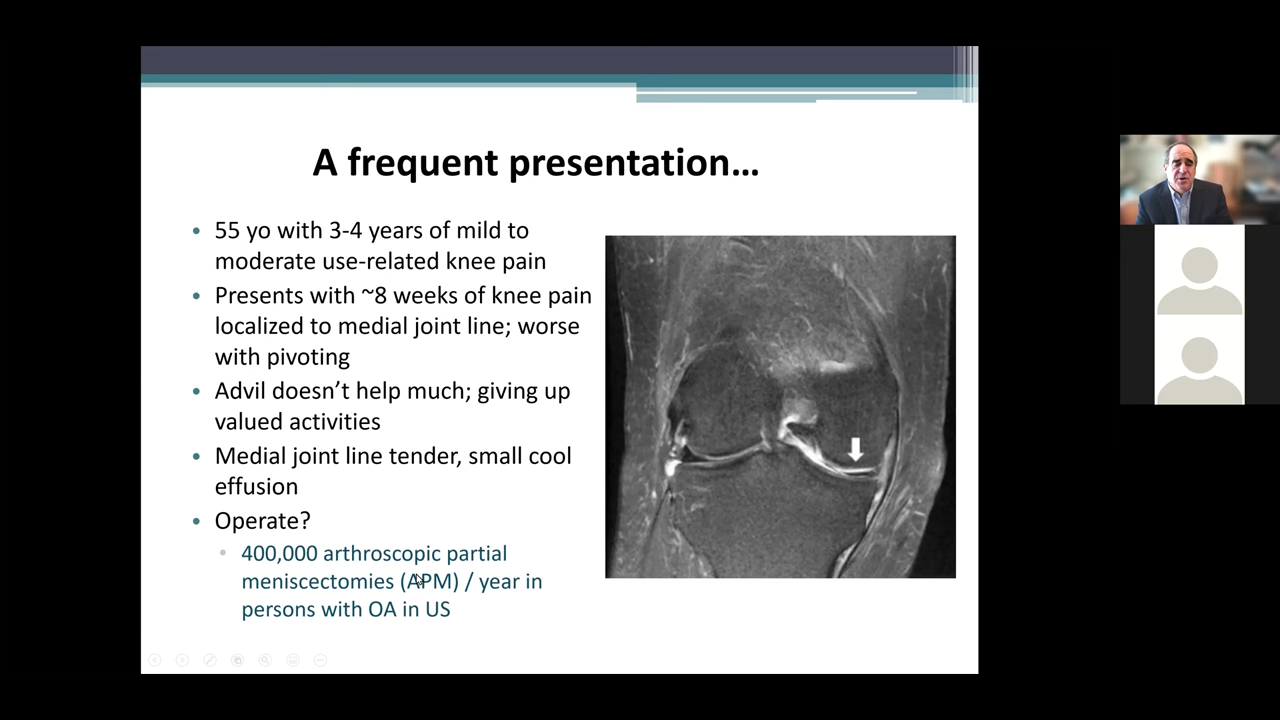 A frequent presentation...
• 55 yo with 3-4 years of mild to
moderate use-related knee pain
• Presents with ~8 weeks of knee pain
localized to medial joint line; worse
with pivoting
• Advil doesn’t help much; giving up
valued activities
• Medial joint line tender, small cool
effusion
• Operate?
• 400,000 arthroscopic partial
meniscectomies (APM) / year in
persons with OA in US